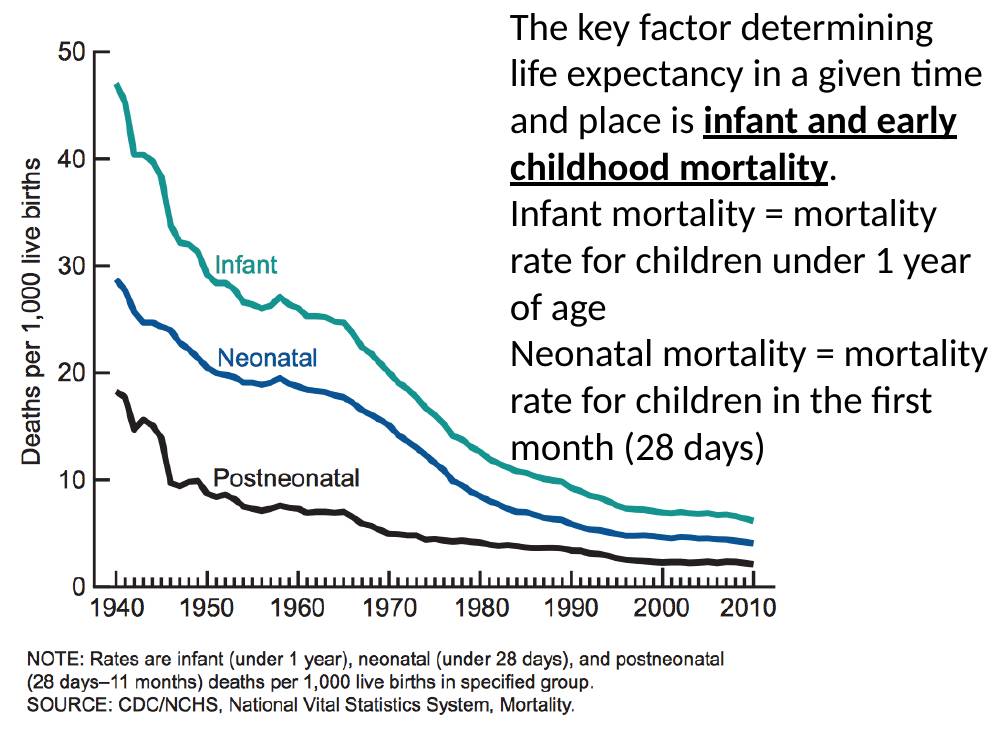 The key factor determining
life expectancy in a given time
and place is infant and early
childhood mortality.
Infant mortality = mortality
rate for children under 1 year
of age
Neonatal mortality = mortality
rate for children in the first
month (28 days)
Deaths per 1,000 live births
50
40
30
20
10
0
Infant
Neonatal
Postneonatal
1940 1950 1960 1970 1980 1990 2000 2010
NOTE: Rates are infant (under 1 year), neonatal (under 28 days), and postneonatal
(28 days–11 months) deaths per 1,000 live births in specified group.
SOURCE: CDC/NCHS, National Vital Statistics System, Mortality.